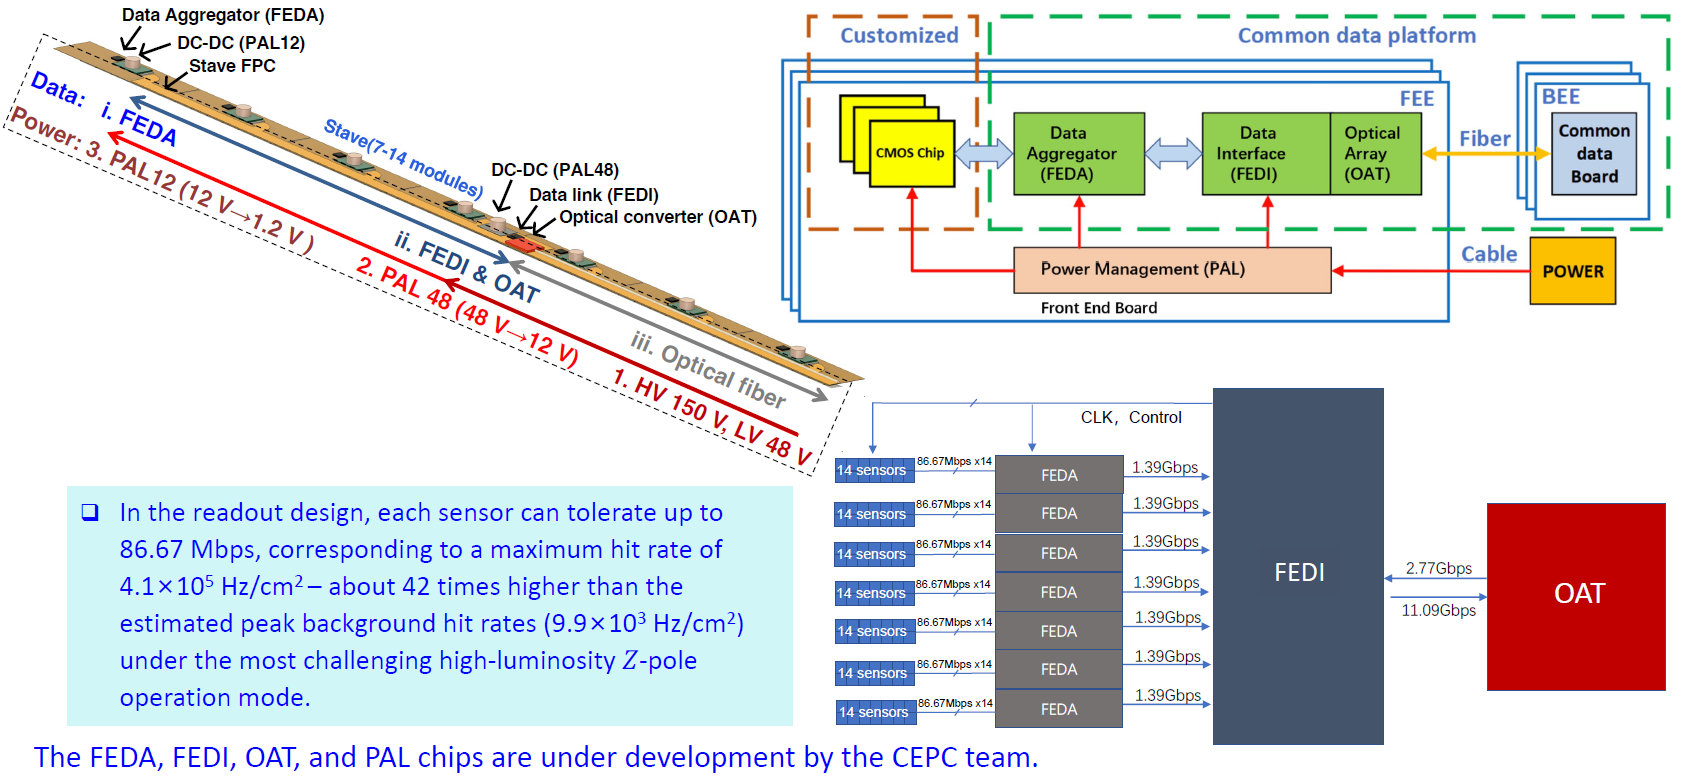 Data Aggregator (FEDA)
DC-DC (PAL12)
Stave FPC
Data: i. FEDA
Power: 3. PAL12 (12 V→1.2 V )
Stave(7-14 modules)
DC-DC (PAL48)
Data link (FEDI)
Optical converter (OAT)
ii. FEDI & OAT
2. PAL 48 (48 V→12 V)
iii. Optical fiber
1. HV 150 V, LV 48 V
Customized
Common data platform
FEE
BEE
CMOS Chip
Data
Aggregator
(FEDA)
Data
Interface
(FEDI)
Optical
Array
(OAT)
Fiber
Common
data
Board
Power Management (PAL)
Cable
POWER
Front End Board
CLK，Control
14 sensors 86.67Mbps x14 FEDA 1.39Gbps
14 sensors 86.67Mbps x14 FEDA 1.39Gbps
14 sensors 86.67Mbps x14 FEDA 1.39Gbps
14 sensors 86.67Mbps x14 FEDA 1.39Gbps
14 sensors 86.67Mbps x14 FEDA 1.39Gbps
14 sensors 86.67Mbps x14 FEDA 1.39Gbps
14 sensors 86.67Mbps x14 FEDA 1.39Gbps
FEDI
2.77Gbps
11.09Gbps
OAT
❑ In the readout design, each sensor can tolerate up to
86.67 Mbps, corresponding to a maximum hit rate of
4.1×10⁵ Hz/cm² – about 42 times higher than the
estimated peak background hit rates (9.9×10³ Hz/cm²)
under the most challenging high-luminosity Z-pole
operation mode.
The FEDA, FEDI, OAT, and PAL chips are under development by the CEPC team.